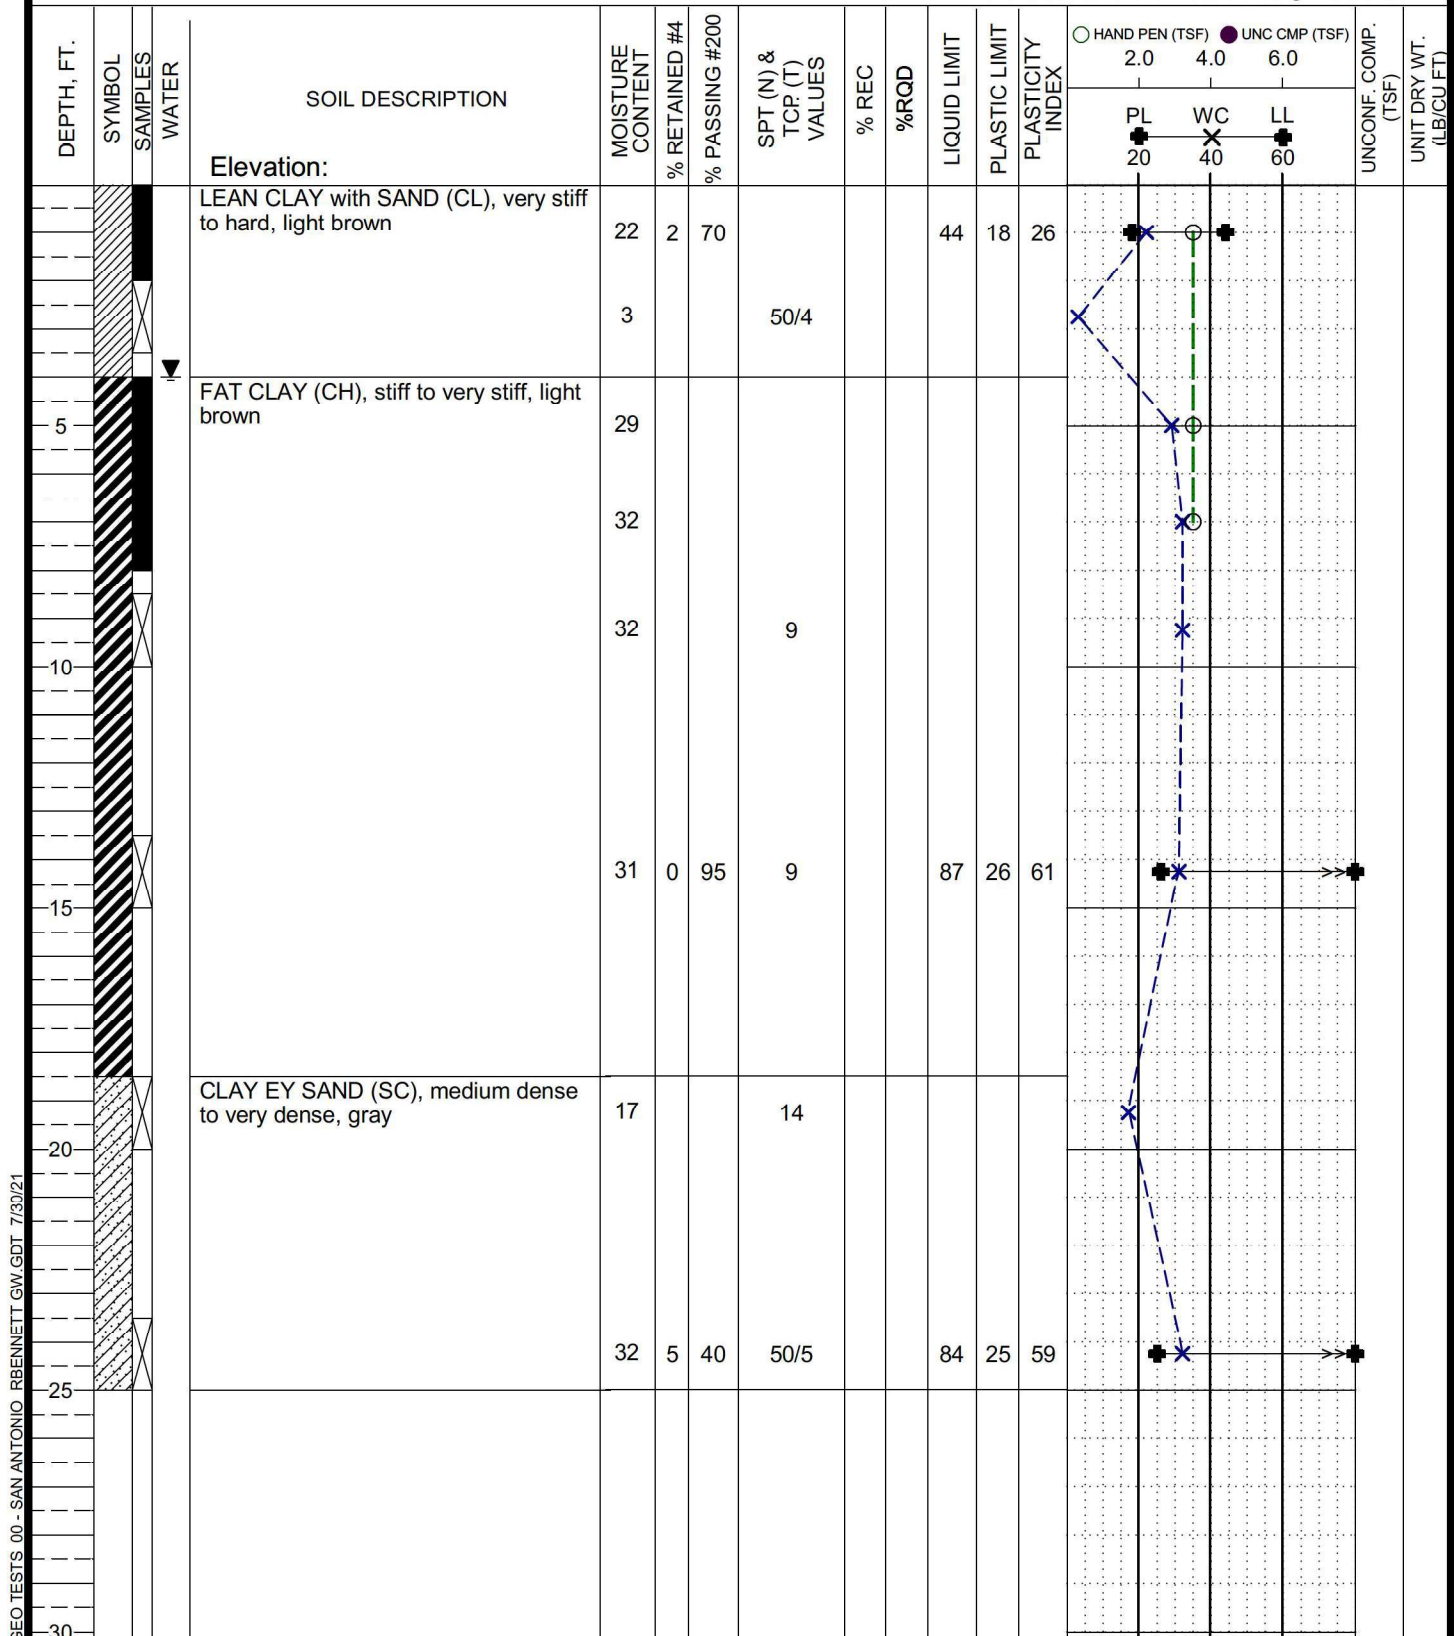 HAND PEN (TSF) UNC CMP (TSF)
2.0 4.0 6.0
PL WC LL
20 40 60
DEPTH, FT.
SYMBOL
SAMPLES
WATER
SOIL DESCRIPTION
Elevation:
MOISTURE
CONTENT
% RETAINED #4
% PASSING #200
SPT (N) &
TCP. (T)
VALUES
% REC
%RQD
LIQUID LIMIT
PLASTIC LIMIT
PLASTICITY
INDEX
UNCONF. COMP.
(TSF)
UNIT DRY WT.
(LB/CU FT)
LEAN CLAY with SAND (CL), very stiff
to hard, light brown
22 2 70 44 18 26
3 50/4
FAT CLAY (CH), stiff to very stiff, light
brown
5 29
32
32 9
10
31 0 95 9 87 26 61
>>
15
CLAY EY SAND (SC), medium dense
to very dense, gray
17 14
20
32 5 40 50/5 84 25 59
>>
25
30
GEO TESTS 00 - SAN ANTONIO RBENNETT GW.GDT 7/30/21